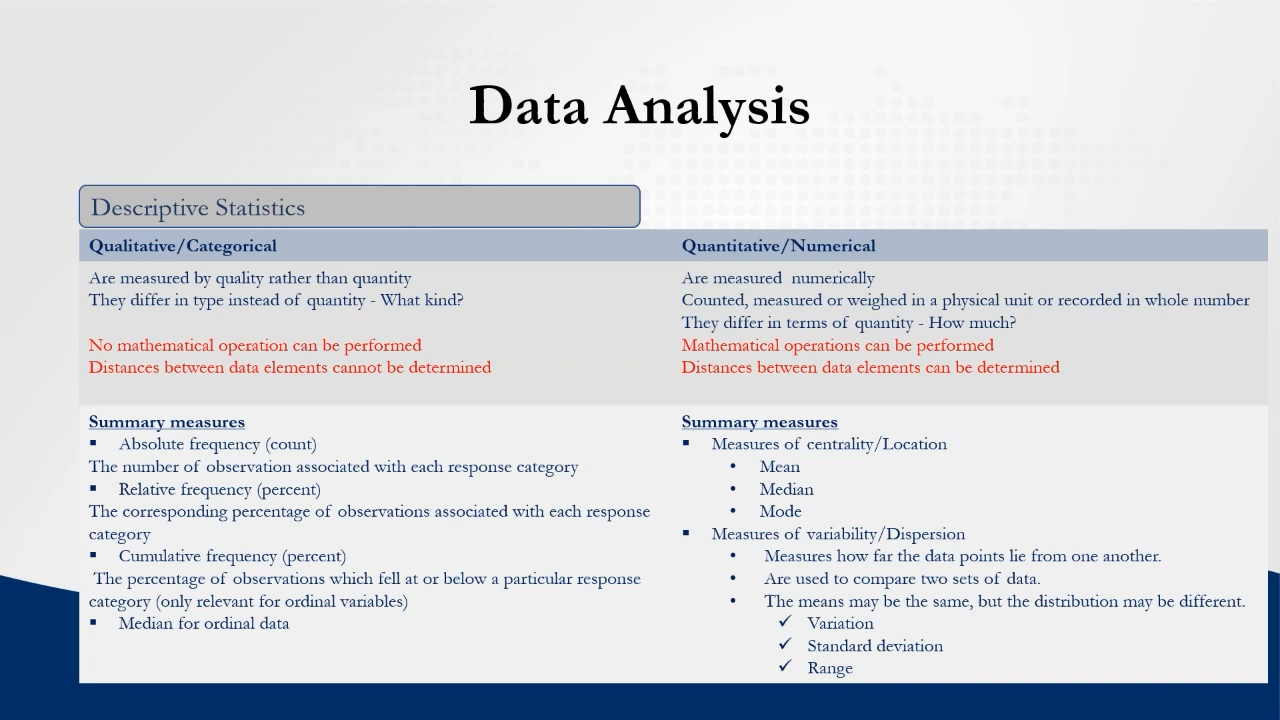 Data Analysis
Descriptive Statistics
Qualitative/Categorical
Are measured by quality rather than quantity
They differ in type instead of quantity - What kind?
No mathematical operation can be performed
Distances between data elements cannot be determined
Summary measures
▪ Absolute frequency (count)
The number of observation associated with each response category
▪ Relative frequency (percent)
The corresponding percentage of observations associated with each response
category
▪ Cumulative frequency (percent)
The percentage of observations which fell at or below a particular response
category (only relevant for ordinal variables)
▪ Median for ordinal data
Quantitative/Numerical
Are measured numerically
Counted, measured or weighed in a physical unit or recorded in whole number
They differ in terms of quantity - How much?
Mathematical operations can be performed
Distances between data elements can be determined
Summary measures
▪ Measures of centrality/Location
• Mean
• Median
• Mode
▪ Measures of variability/Dispersion
• Measures how far the data points lie from one another.
• Are used to compare two sets of data.
• The means may be the same, but the distribution may be different.
✓ Variation
✓ Standard deviation
✓ Range